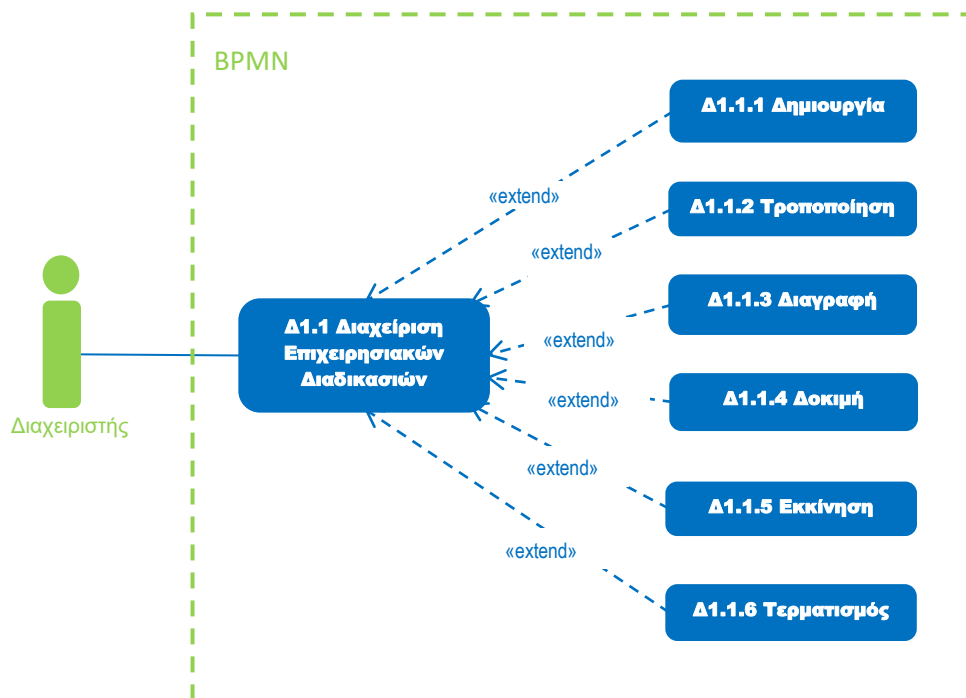 BPMN
Δ1.1.1 Δημιουργία
«extend»
Δ1.1.2 Τροποποίηση
«extend»
Δ1.1.3 Διαγραφή
Δ1.1 Διαχείριση
Επιχειρησιακών
Διαδικασιών
«extend»
Δ1.1.4 Δοκιμή
«extend»
Διαχειριστής
«extend»
Δ1.1.5 Εκκίνηση
«extend»
Δ1.1.6 Τερματισμός